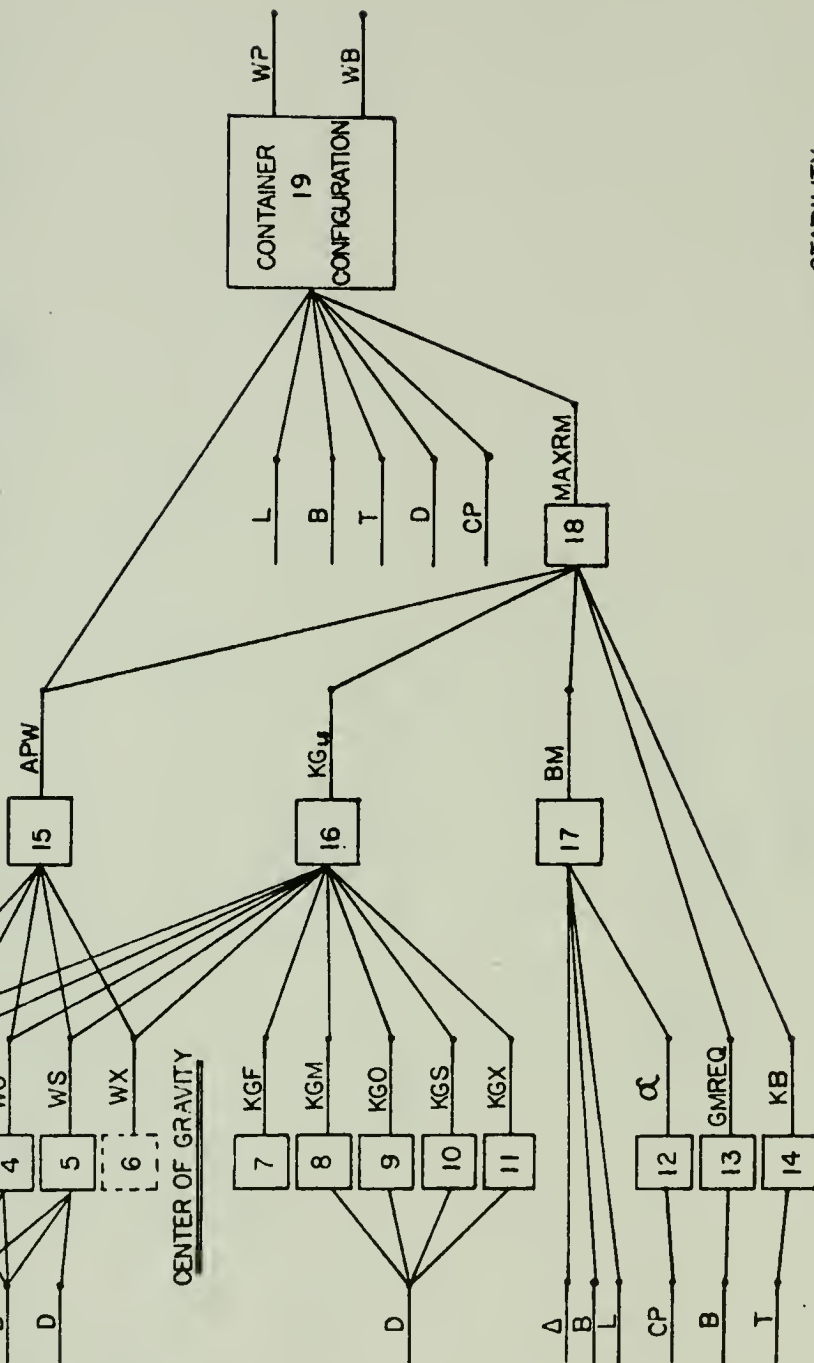 WP
WB
CONTAINER
19
CONFIGURATION
L
B
T
D
CP
MAXRM
18
APW
15
KGu
16
BM
17
4
WS
5
WX
6
CENTER OF GRAVITY
KGF
7
KGM
8
KGO
9
KGS
10
KGX
11
α
12
GMREQ
13
KB
14
D
D
Δ
B
L
CP
B
T